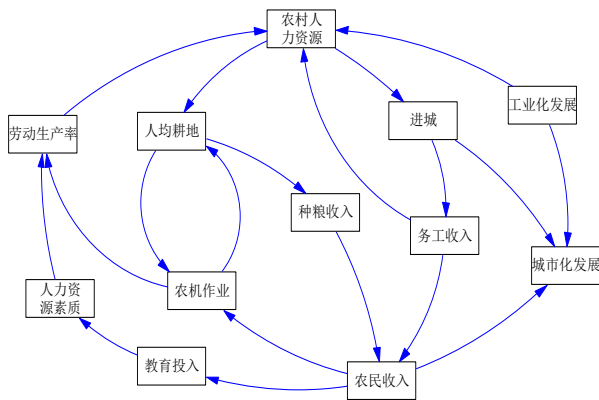 农村人
力资源
工业化发展
进城
人均耕地
劳动生产率
种粮收入
务工收入
城市化发展
农机作业
人力资
源素质
教育投入
农民收入